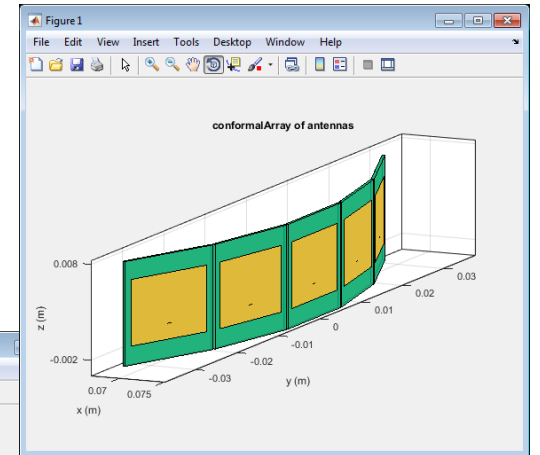 Figure 1
File Edit View Insert Tools Desktop Window Help
conformalArray of antennas
0.008
-0.002
z (m)
0.07
0.075
x (m)
-0.03
-0.02
-0.01
0
0.01
0.02
0.03
y (m)